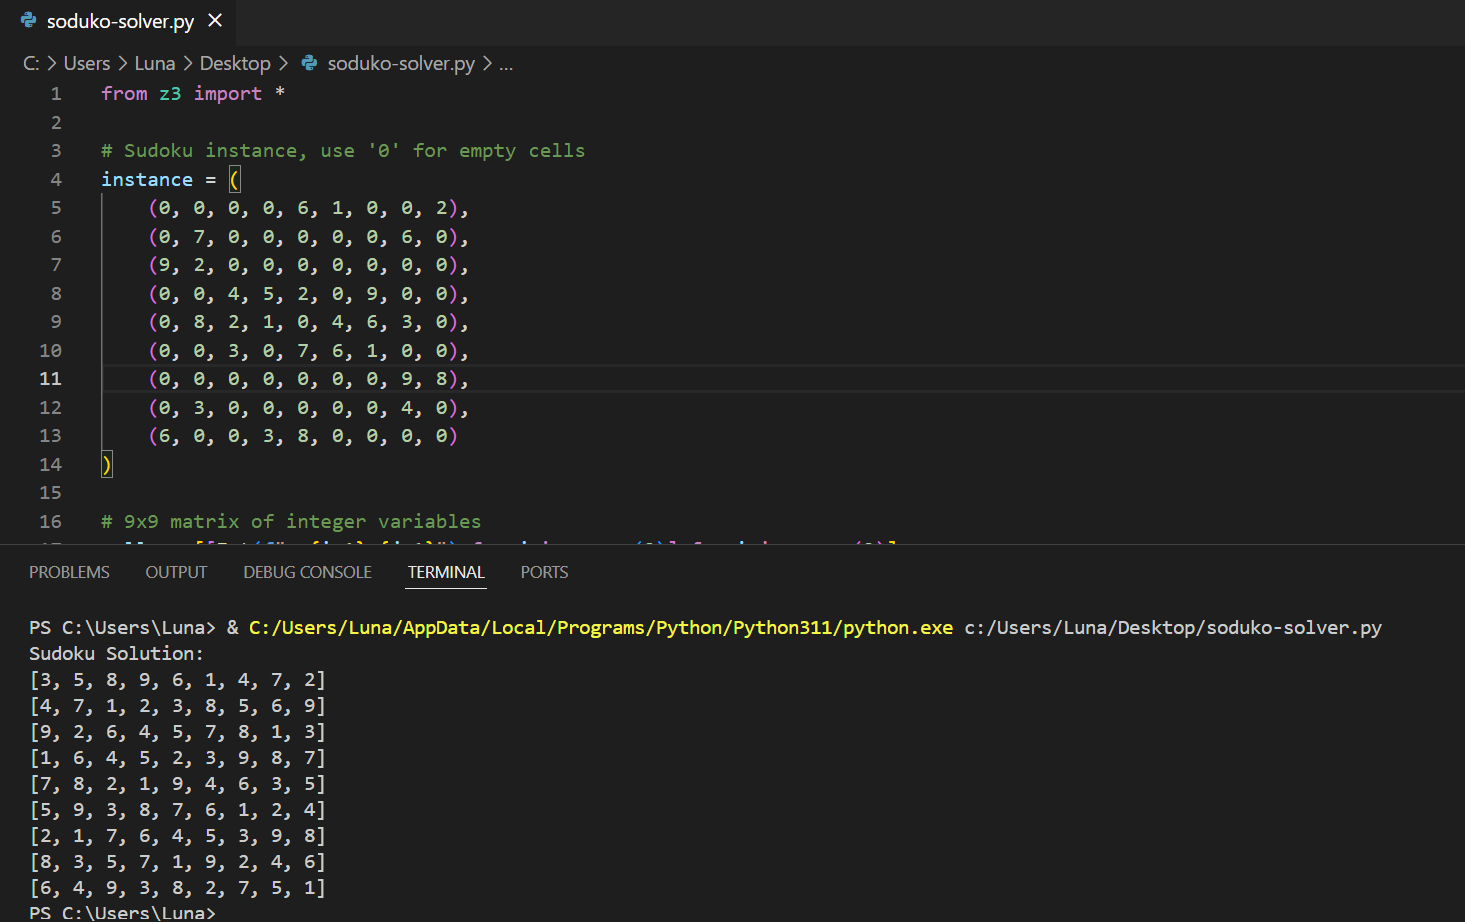 soduko-solver.py
C: > Users > Luna > Desktop > soduko-solver.py > ...
1 from z3 import *
2
3 # Sudoku instance, use '0' for empty cells
4 instance = (
5 (0, 0, 0, 0, 6, 1, 0, 0, 2),
6 (0, 7, 0, 0, 0, 0, 0, 6, 0),
7 (9, 2, 0, 0, 0, 0, 0, 0, 0),
8 (0, 0, 4, 5, 2, 0, 9, 0, 0),
9 (0, 8, 2, 1, 0, 4, 6, 3, 0),
10 (0, 0, 3, 0, 7, 6, 1, 0, 0),
11 (0, 0, 0, 0, 0, 0, 0, 9, 8),
12 (0, 3, 0, 0, 0, 0, 0, 4, 0),
13 (6, 0, 0, 3, 8, 0, 0, 0, 0)
14 )
15
16 # 9x9 matrix of integer variables
PROBLEMS OUTPUT DEBUG CONSOLE TERMINAL PORTS
PS C:\Users\Luna> & C:/Users/Luna/AppData/Local/Programs/Python/Python311/python.exe c:/Users/Luna/Desktop/soduko-solver.py
Sudoku Solution:
[3, 5, 8, 9, 6, 1, 4, 7, 2]
[4, 7, 1, 2, 3, 8, 5, 6, 9]
[9, 2, 6, 4, 5, 7, 8, 1, 3]
[1, 6, 4, 5, 2, 3, 9, 8, 7]
[7, 8, 2, 1, 9, 4, 6, 3, 5]
[5, 9, 3, 8, 7, 6, 1, 2, 4]
[2, 1, 7, 6, 4, 5, 3, 9, 8]
[8, 3, 5, 7, 1, 9, 2, 4, 6]
[6, 4, 9, 3, 8, 2, 7, 5, 1]
PS C:\Users\Luna>